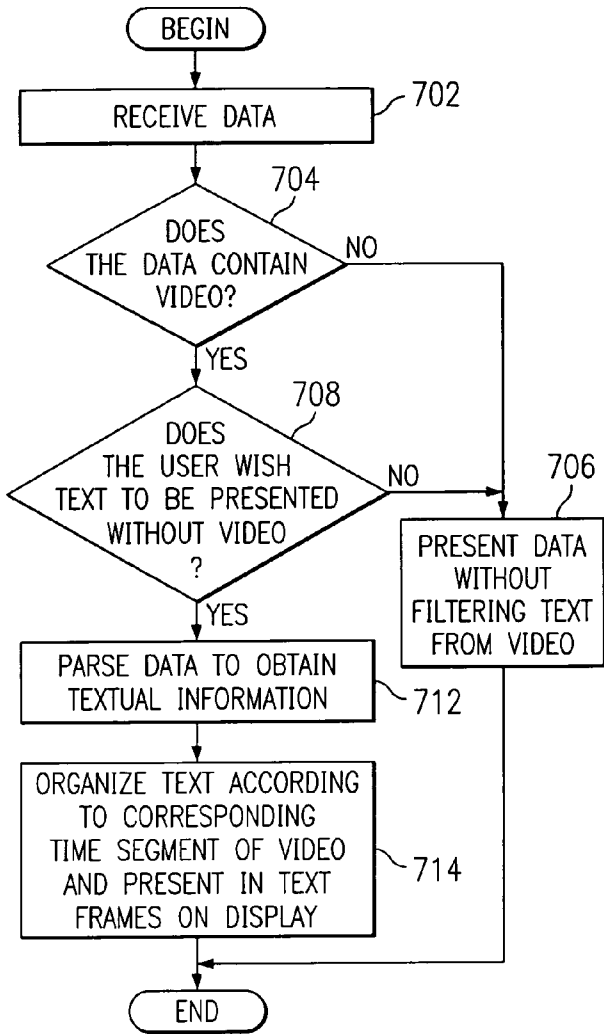 BEGIN
702
RECEIVE DATA
704
DOES
THE DATA CONTAIN
VIDEO?
NO
YES
708
DOES
THE USER WISH
TEXT TO BE PRESENTED
WITHOUT VIDEO
?
NO
YES
706
PRESENT DATA
WITHOUT
FILTERING TEXT
FROM VIDEO
PARSE DATA TO OBTAIN
TEXTUAL INFORMATION
712
ORGANIZE TEXT ACCORDING
TO CORRESPONDING
TIME SEGMENT OF VIDEO
AND PRESENT IN TEXT
FRAMES ON DISPLAY
714
END